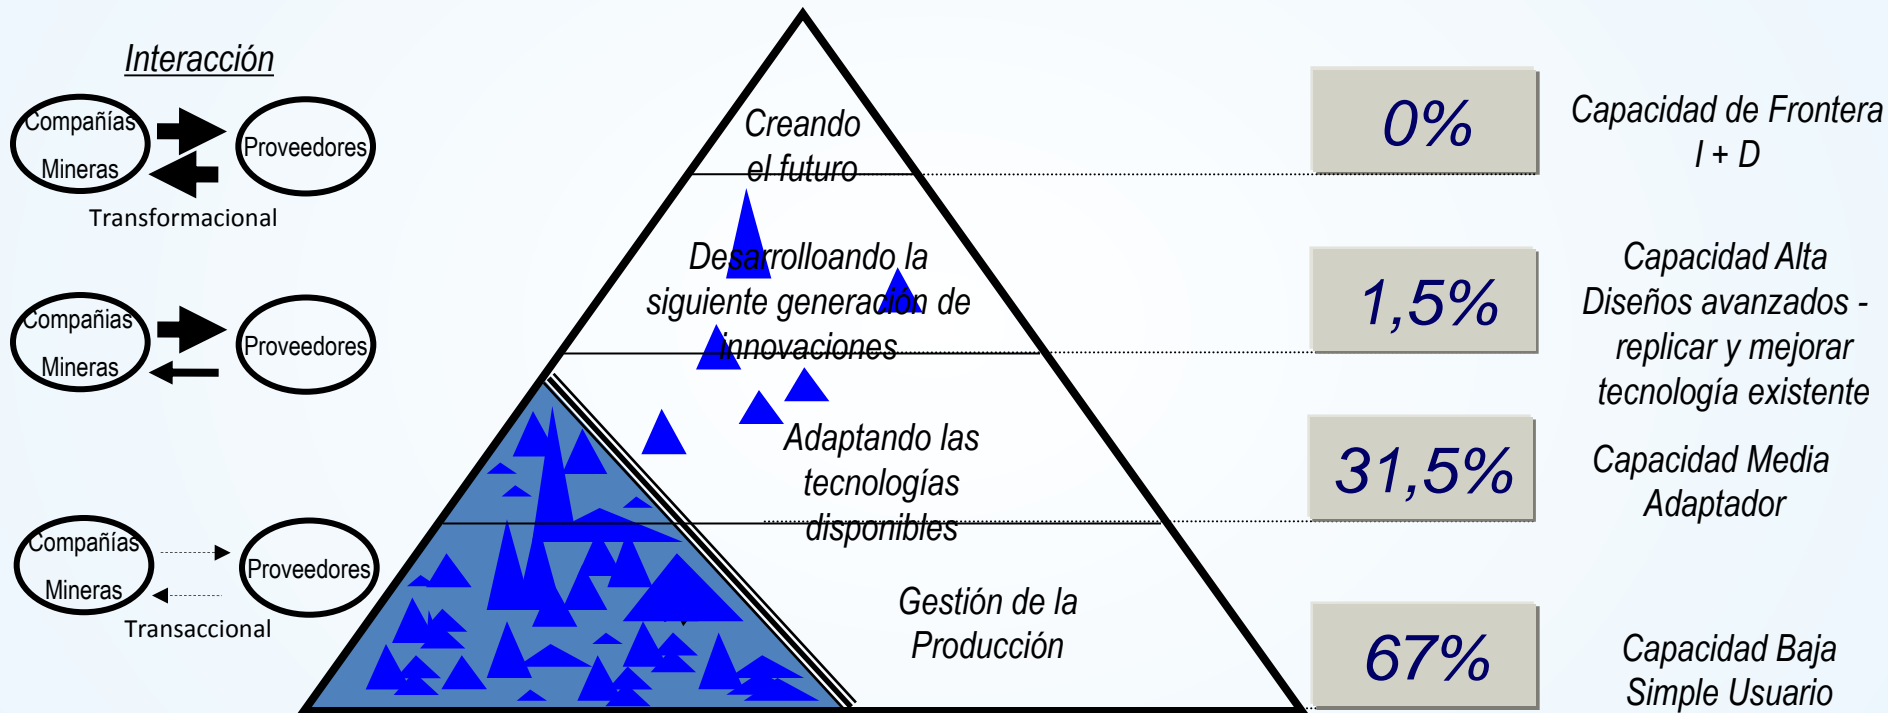 Interacción
Compañías
Mineras
Proveedores
Transformacional
Compañias
Mineras
Proveedores
Compañías
Mineras
Proveedores
Transaccional
Creando
el futuro
Desarrolloando la
siguiente generación de
innovaciones
Adaptando las
tecnologías
disponibles
Gestión de la
Producción
0%
Capacidad de Frontera
I + D
1,5%
Capacidad Alta
Diseños avanzados -
replicar y mejorar
tecnología existente
31,5%
Capacidad Media
Adaptador
67%
Capacidad Baja
Simple Usuario